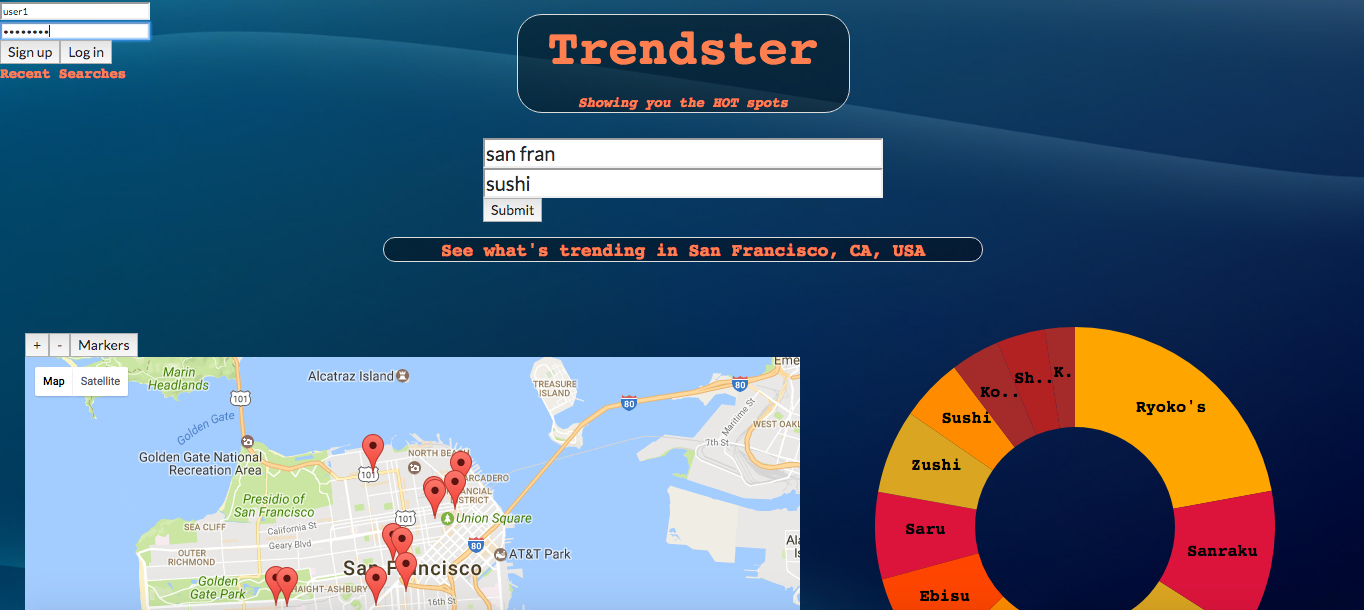 user1
••••••••
Sign up Log in
Recent Searches
Trendster
Showing you the HOT spots
san fran
sushi
Submit
See what's trending in San Francisco, CA, USA
+ - Markers
Map Satellite
Marin
Headlands
Alcatraz Island
TREASURE
ISLAND
Eme
80
101
80
Golden Gate
Maritime St
WEST OAKL
7th St
Golden Gate National
Recreation Area
NORTH BEACH
101
ARCADERO
FINANCIAL
DISTRICT
Presidio of
San Francisco
SEA CLIFF
California St
101
Union Square
Geary Blvd
80
AT&T Park
OUTER
RICHMOND
San Francisco
Golden
Gate Park
HAIGHT-ASHBURY
16th St
Ala
Is
K.
Sh..
Ko..
Sushi
Zushi
Saru
Ebisu
Ryoko's
Sanraku